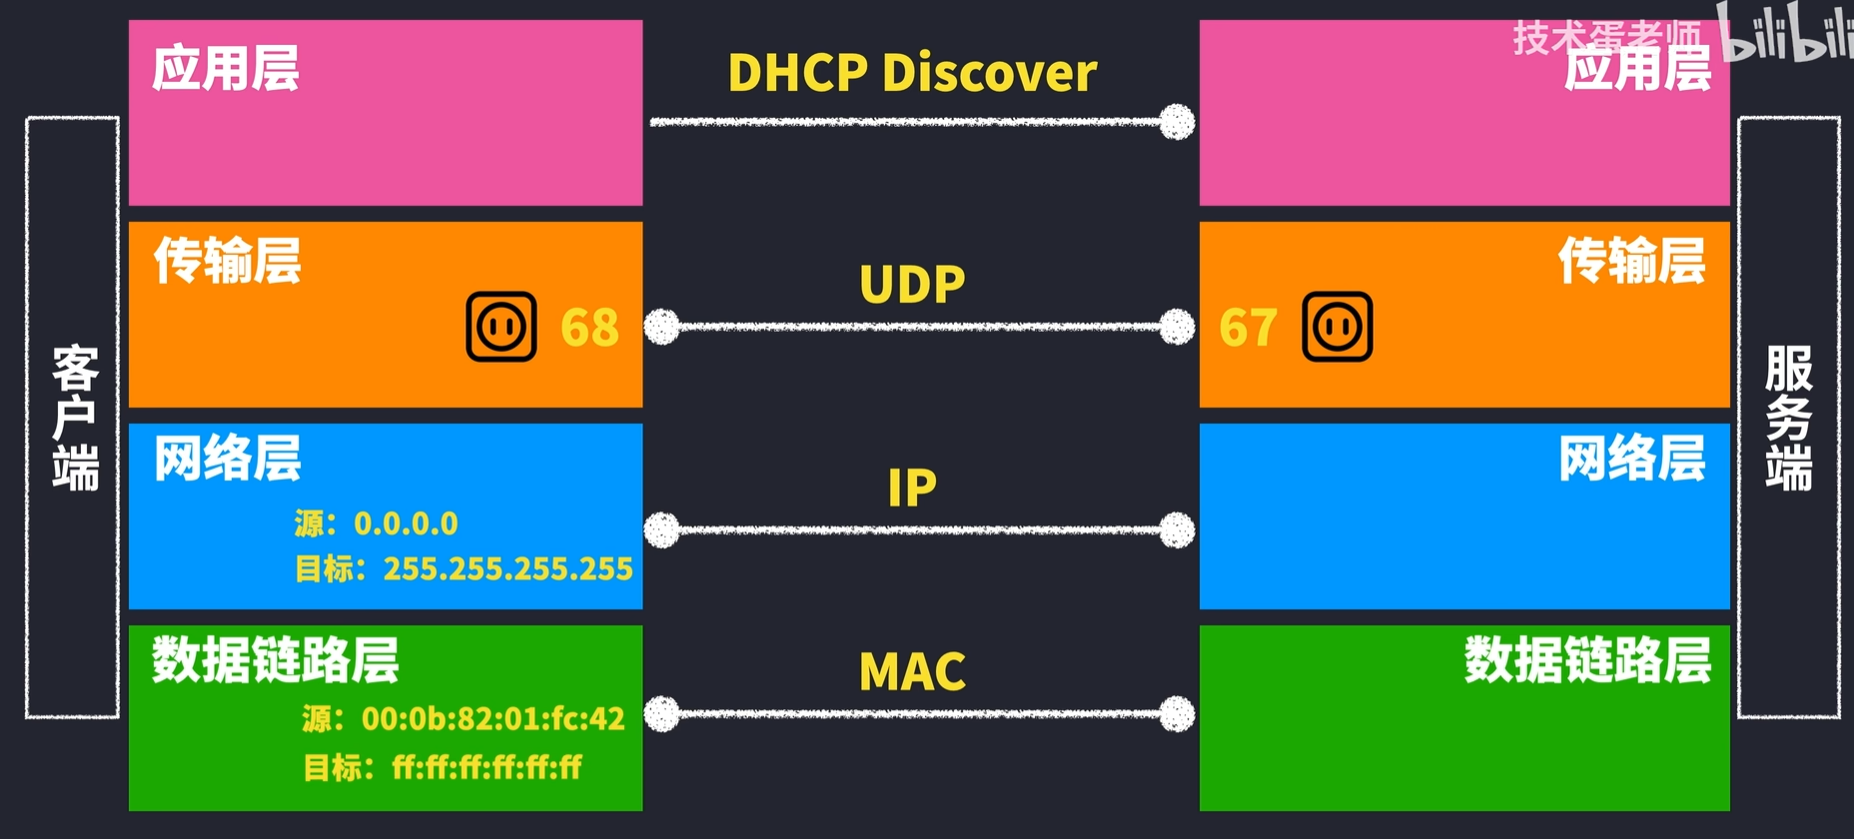 技术蛋老师 bilibili
应用层
DHCP Discover
应用层
传输层
UDP
传输层
68
67
客户端
服务端
网络层
IP
网络层
源：0.0.0.0
目标：255.255.255.255
数据链路层
MAC
数据链路层
源：00:0b:82:01:fc:42
目标：ff:ff:ff:ff:ff:ff